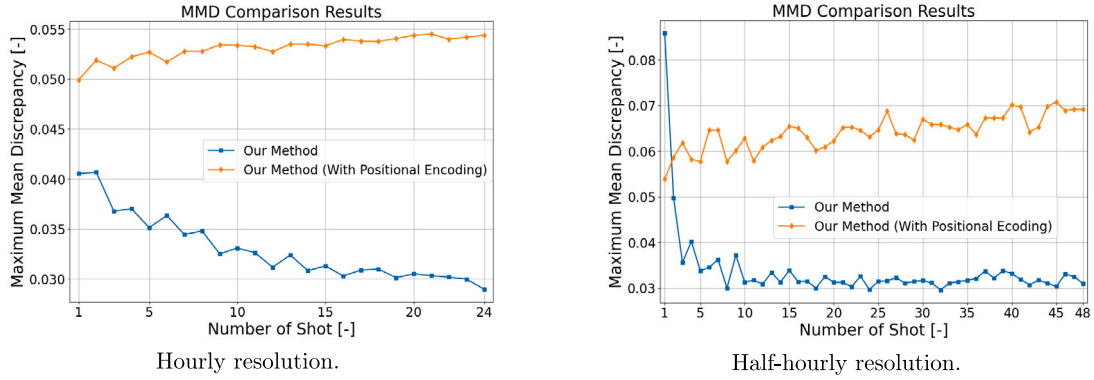 MMD Comparison Results
Maximum Mean Discrepancy [-]
0.055
0.050
0.045
0.040
0.035
0.030
Our Method
Our Method (With Positional Encoding)
1 5 10 15 20 24
Number of Shot [-]
Hourly resolution.
MMD Comparison Results
Maximum Mean Discrepancy [-]
0.08
0.07
0.06
0.05
0.04
0.03
Our Method
Our Method (With Positional Ecoding)
1 5 10 15 20 25 30 35 40 45 48
Number of Shot [-]
Half-hourly resolution.